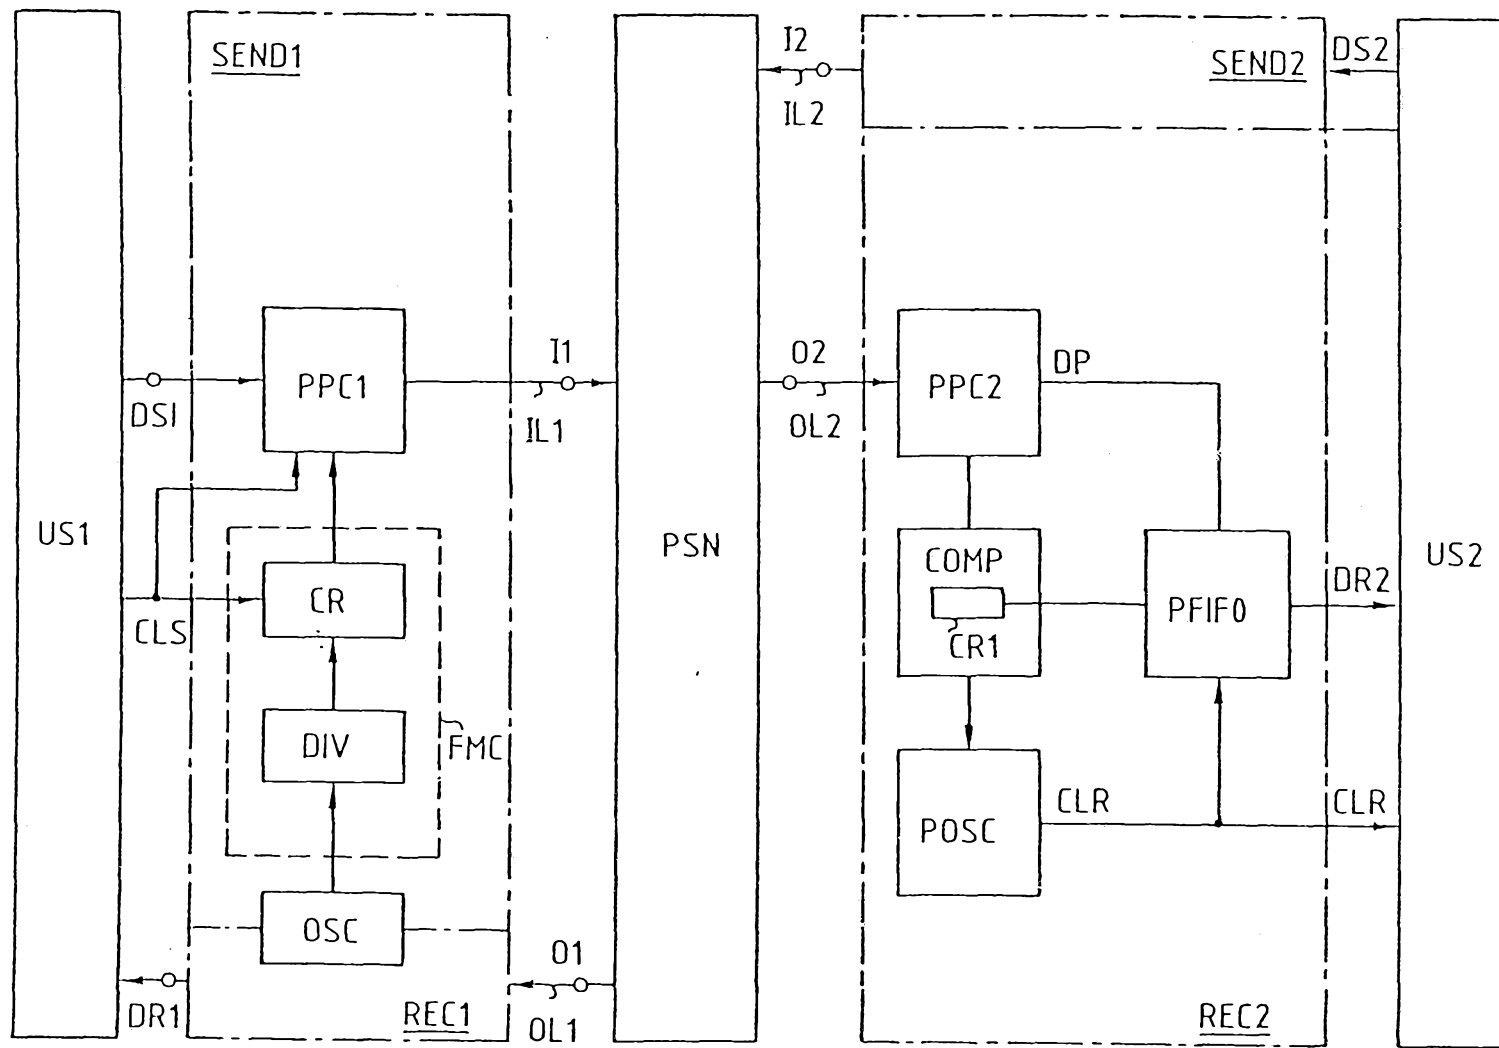 SEND1
I2
IL2
SEND2
DS2
DSI
PPC1
I1
IL1
O2
OL2
PPC2
DP
US1
CLS
CR
DIV
FMC
OSC
PSN
COMP
CR1
PFIFO
DR2
US2
POSC
CLR
CLR
DR1
REC1
O1
OL1
REC2